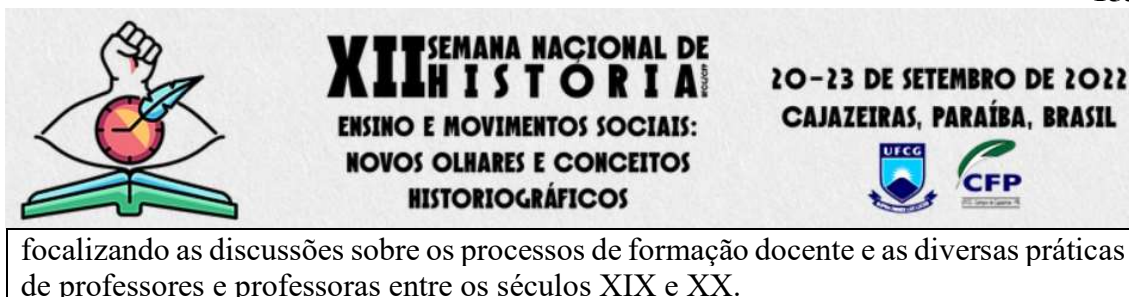 XII SEMANA NACIONAL DE
HISTÓRIA
20-23 DE SETEMBRO DE 2022
CAJAZEIRAS, PARAÍBA, BRASIL
ENSINO E MOVIMENTOS SOCIAIS:
NOVOS OLHARES E CONCEITOS
HISTORIOGRÁFICOS
UFCG
CFP
focalizando as discussões sobre os processos de formação docente e as diversas práticas
de professores e professoras entre os séculos XIX e XX.